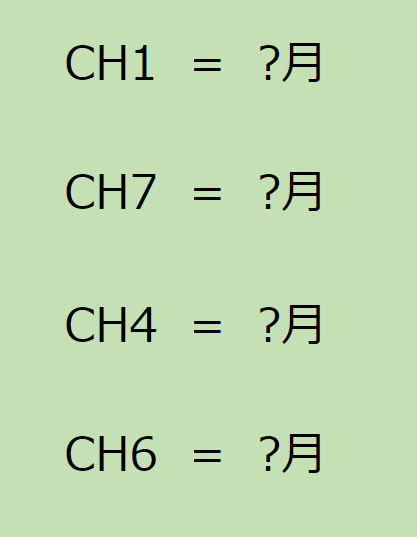 CH1 = ?月
CH7 = ?月
CH4 = ?月
CH6 = ?月